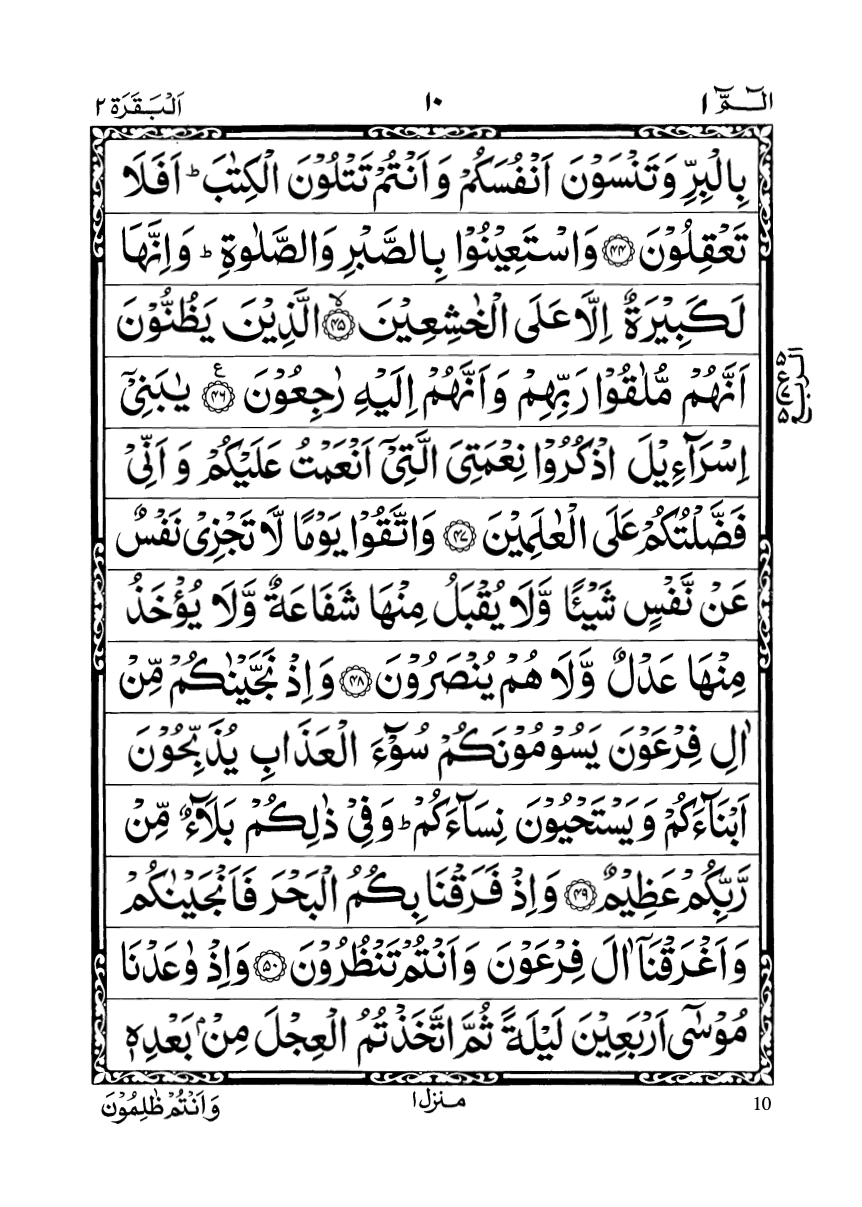 الٓمّٓ ١
١٠
اَلْبَقَرَة ٢
بِالْبِرِّ وَتَنْسَوْنَ اَنْفُسَكُمْ وَاَنْتُمْ تَتْلُوْنَ الْكِتٰبَ ؕ اَفَلَا
تَعْقِلُوْنَ ﴿۴۴﴾ وَاسْتَعِيْنُوْا بِالصَّبْرِ وَالصَّلٰوةِ ؕ وَاِنَّهَا
لَكَبِيْرَةٌ اِلَّا عَلَى الْخٰشِعِيْنَ ﴿ۙ۴۵﴾ الَّذِيْنَ يَظُنُّوْنَ
اَنَّهُمْ مُّلٰقُوْا رَبِّهِمْ وَاَنَّهُمْ اِلَيْهِ رٰجِعُوْنَ ﴿۴۶﴾ ع يٰبَنِيْٓ
اِسْرَآءِيْلَ اذْكُرُوْا نِعْمَتِيَ الَّتِيْٓ اَنْعَمْتُ عَلَيْكُمْ وَاَنِّيْ
فَضَّلْتُكُمْ عَلَى الْعٰلَمِيْنَ ﴿۴۷﴾ وَاتَّقُوْا يَوْمًا لَّا تَجْزِيْ نَفْسٌ
عَنْ نَّفْسٍ شَيْـًٔا وَّلَا يُقْبَلُ مِنْهَا شَفَاعَةٌ وَّلَا يُؤْخَذُ
مِنْهَا عَدْلٌ وَّلَا هُمْ يُنْصَرُوْنَ ﴿۴۸﴾ وَاِذْ نَجَّيْنٰكُمْ مِّنْ
اٰلِ فِرْعَوْنَ يَسُوْمُوْنَكُمْ سُوْٓءَ الْعَذَابِ يُذَبِّحُوْنَ
اَبْنَآءَكُمْ وَيَسْتَحْيُوْنَ نِسَآءَكُمْ ؕ وَفِيْ ذٰلِكُمْ بَلَآءٌ مِّنْ
رَّبِّكُمْ عَظِيْمٌ ﴿۴۹﴾ وَاِذْ فَرَقْنَا بِكُمُ الْبَحْرَ فَاَنْجَيْنٰكُمْ
وَاَغْرَقْنَآ اٰلَ فِرْعَوْنَ وَاَنْتُمْ تَنْظُرُوْنَ ﴿۵۰﴾ وَاِذْ وٰعَدْنَا
مُوْسٰٓى اَرْبَعِيْنَ لَيْلَةً ثُمَّ اتَّخَذْتُمُ الْعِجْلَ مِنْۢ بَعْدِهٖ
الربع
۵ ع ۵
10
منزل ١
وَاَنْتُمْ ظٰلِمُوْنَ